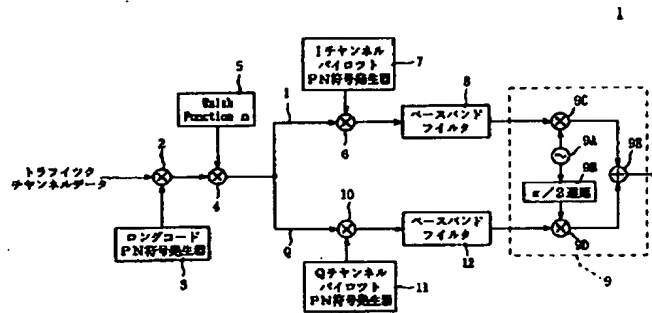 1
5
Walsh
Function n
Iチャンネル
パイロット
PN符号発生器
7
I
6
8
ベースバンド
フイルタ
9C
9A
9B
π/2遅延
9E
9D
9
トラフイツク
チャンネルデータ
2
4
ロングコード
PN符号発生器
3
Q
10
ベースバンド
フイルタ
12
Qチャンネル
パイロット
PN符号発生器
11